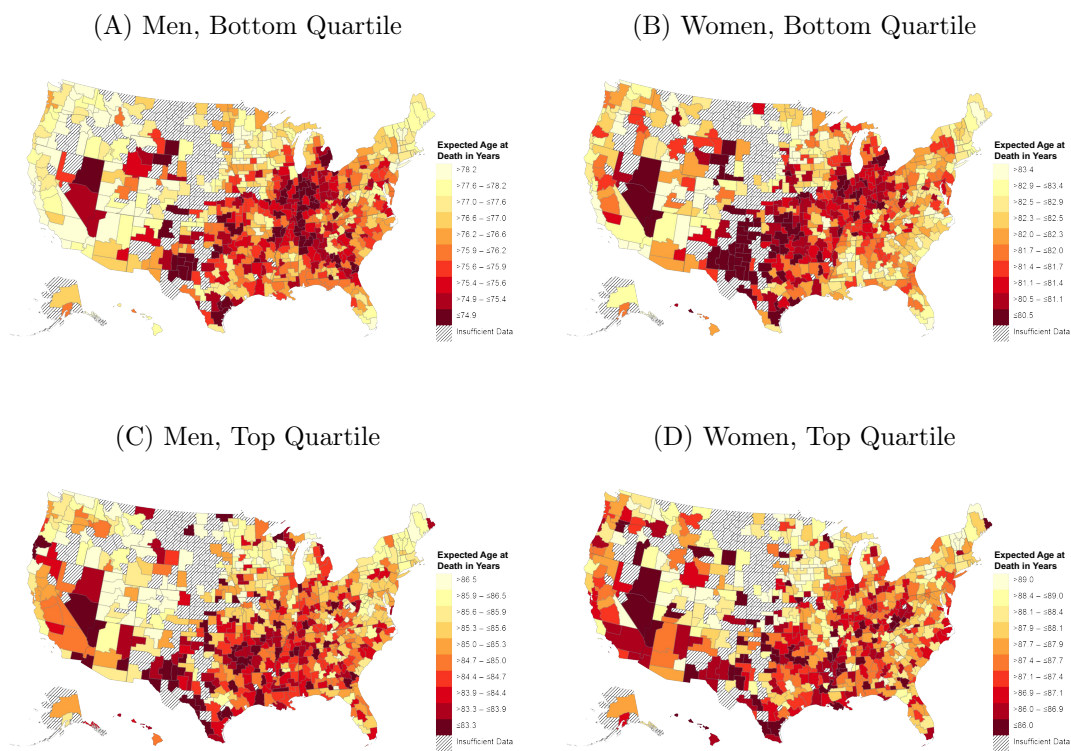 (A) Men, Bottom Quartile
Expected Age at
Death in Years
>78.2
>77.6 – ≤78.2
>77.0 – ≤77.6
>76.6 – ≤77.0
>76.2 – ≤76.6
>75.9 – ≤76.2
>75.6 – ≤75.9
>75.4 – ≤75.6
>74.9 – ≤75.4
≤74.9
Insufficient Data
(B) Women, Bottom Quartile
Expected Age at
Death in Years
>83.4
>82.9 – ≤83.4
>82.5 – ≤82.9
>82.3 – ≤82.5
>82.0 – ≤82.3
>81.7 – ≤82.0
>81.4 – ≤81.7
>81.1 – ≤81.4
>80.5 – ≤81.1
≤80.5
Insufficient Data
(C) Men, Top Quartile
Expected Age at
Death in Years
>86.5
>85.9 – ≤86.5
>85.6 – ≤85.9
>85.3 – ≤85.6
>85.0 – ≤85.3
>84.7 – ≤85.0
>84.4 – ≤84.7
>83.9 – ≤84.4
>83.3 – ≤83.9
≤83.3
Insufficient Data
(D) Women, Top Quartile
Expected Age at
Death in Years
>89.0
>88.4 – ≤89.0
>88.1 – ≤88.4
>87.9 – ≤88.1
>87.7 – ≤87.9
>87.4 – ≤87.7
>87.1 – ≤87.4
>86.9 – ≤87.1
>86.0 – ≤86.9
≤86.0
Insufficient Data